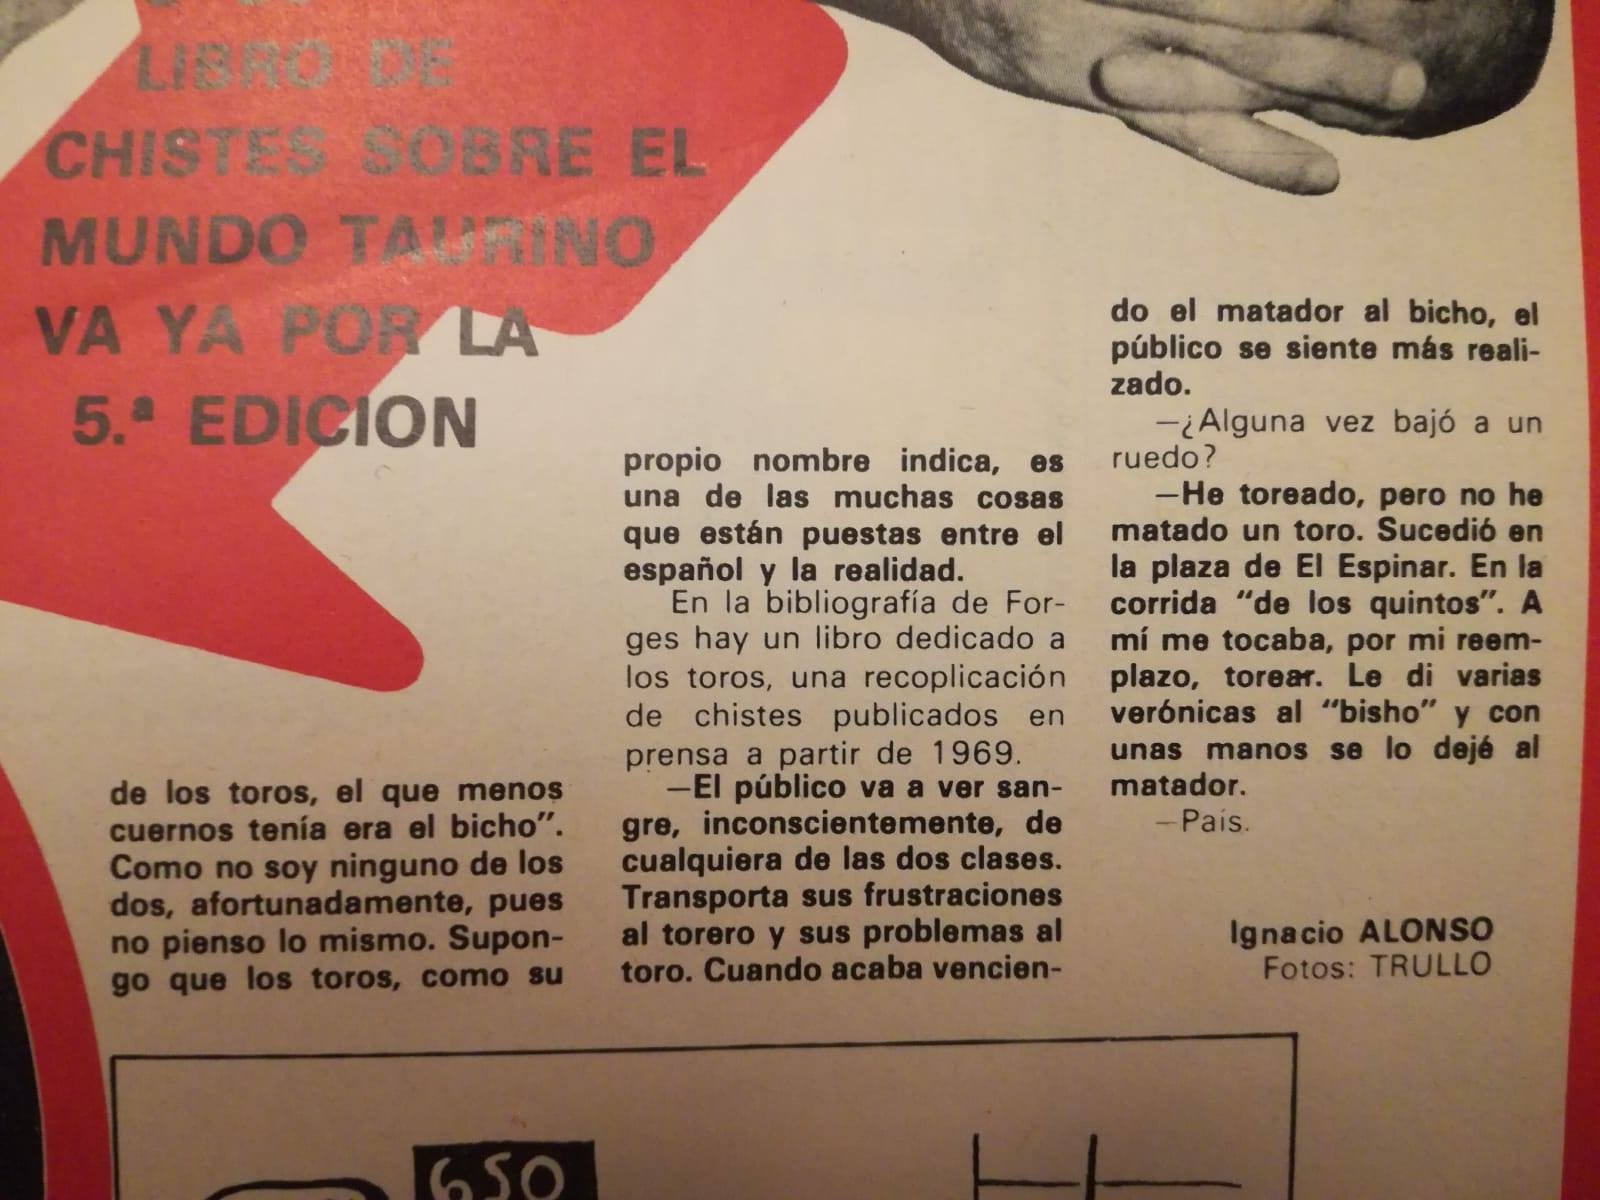 LIBRO DE
CHISTES SOBRE EL
MUNDO TAURINO
VA YA POR LA
5.ª EDICION
de los toros, el que menos
cuernos tenía era el bicho”.
Como no soy ninguno de los
dos, afortunadamente, pues
no pienso lo mismo. Supon-
go que los toros, como su
propio nombre indica, es
una de las muchas cosas
que están puestas entre el
español y la realidad.
En la bibliografía de For-
ges hay un libro dedicado a
los toros, una recoplicación
de chistes publicados en
prensa a partir de 1969.
—El público va a ver san-
gre, inconscientemente, de
cualquiera de las dos clases.
Transporta sus frustraciones
al torero y sus problemas al
toro. Cuando acaba vencien-
do el matador al bicho, el
público se siente más reali-
zado.
—¿Alguna vez bajó a un
ruedo?
—He toreado, pero no he
matado un toro. Sucedió en
la plaza de El Espinar. En la
corrida “de los quintos”. A
mí me tocaba, por mi reem-
plazo, torear. Le di varias
verónicas al “bisho” y con
unas manos se lo dejé al
matador.
—País.
Ignacio ALONSO
Fotos: TRULLO
650